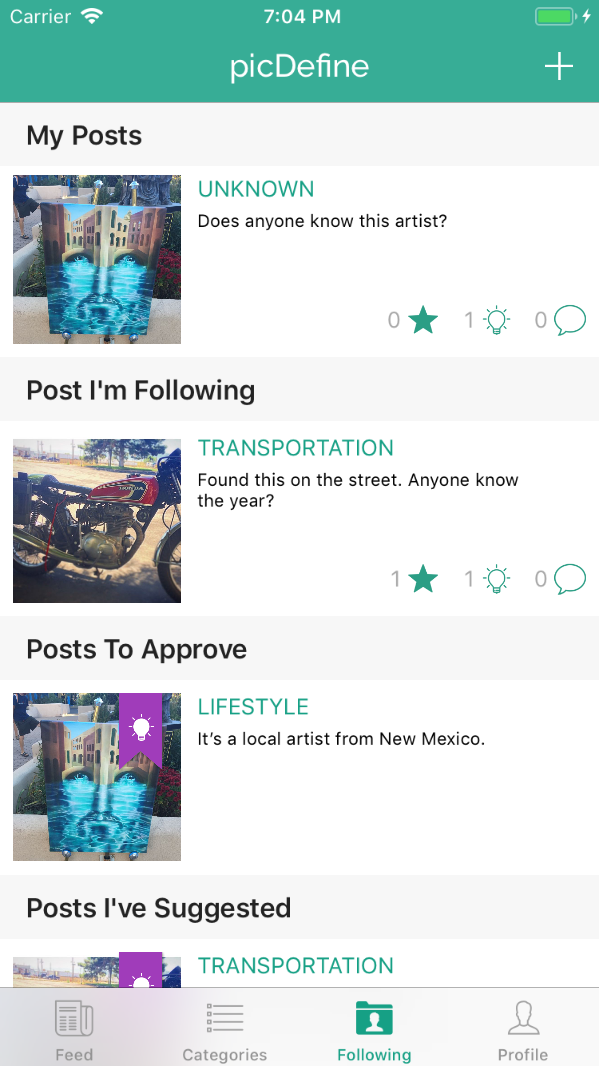 Carrier 7:04 PM
picDefine
My Posts
UNKNOWN
Does anyone know this artist?
0 1 0
Post I'm Following
TRANSPORTATION
Found this on the street. Anyone know
the year?
HONDA
1 1 0
Posts To Approve
LIFESTYLE
It’s a local artist from New Mexico.
Posts I've Suggested
TRANSPORTATION
Feed Categories Following Profile